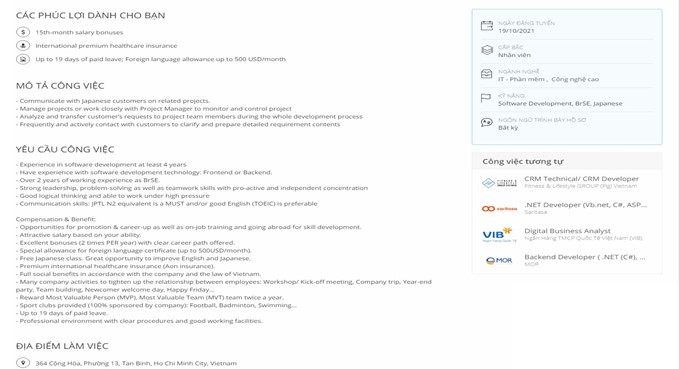 CÁC PHÚC LỢI DÀNH CHO BẠN
15th-month salary bonuses
International premium healthcare insurance
Up to 19 days of paid leave; Foreign language allowance up to 500 USD/month
MÔ TẢ CÔNG VIỆC
- Communicate with Japanese customers on related projects.
- Manage projects or work closely with Project Manager to monitor and control project
- Analyze and transfer customer's requests to project team members during the whole development process
- Frequently and actively contact with customers to clarify and prepare detailed requirement contents
YÊU CẦU CÔNG VIỆC
- Experience in software development at least 4 years
- Have experience with software development technology: Frontend or Backend.
- Over 2 years of working experience as BrSE.
- Strong leadership, problem-solving as well as teamwork skills with pro-active and independent concentration
- Good logical thinking and able to work under high pressure
- Communication skills: JPTL N2 equivalent is a MUST and/or good English (TOEIC) is preferable
Compensation & Benefit:
- Opportunities for promotion & career-up as well as on-job training and going abroad for skill development.
- Attractive salary based on your ability.
- Excellent bonuses (2 times PER year) with clear career path offered.
- Special allowance for foreign language certificate (up to 500USD/month).
- Free Japanese class. Great opportunity to improve English and Japanese.
- Premium international healthcare insurance (Aon insurance).
- Full social benefits in accordance with the company and the law of Vietnam.
- Many company activities to tighten up the relationship between employees: Workshop/ Kick-off meeting, Company trip, Year-end
party, Team building, Newcomer welcome day, Happy Friday...
- Reward Most Valuable Person (MVP), Most Valuable Team (MVT) team twice a year.
- Sport clubs provided (100% sponsored by company): Football, Badminton, Swimming...
- Up to 19 days of paid leave.
- Professional environment with clear procedures and good working facilities.
ĐỊA ĐIỂM LÀM VIỆC
364 Cộng Hòa, Phường 13, Tan Binh, Ho Chi Minh City, Vietnam
NGÀY ĐĂNG TUYỂN
19/10/2021
CẤP BẬC
Nhân viên
NGÀNH NGHỀ
IT - Phần mềm , Công nghệ cao
KỸ NĂNG
Software Development, BrSE, Japanese
NGÔN NGỮ TRÌNH BÀY HỒ SƠ
Bất kỳ
Công việc tương tự
CRM Technical/ CRM Developer
Fitness & Lifestyle GROUP (Flg) Vietnam
saritasa
.NET Developer (Vb.net, C#, ASP...
Saritasa
VIB
Digital Business Analyst
Ngân Hàng TMCP Quốc Tế Việt Nam (VIB)
MOR
Backend Developer ( .NET (C#), ...
MOR